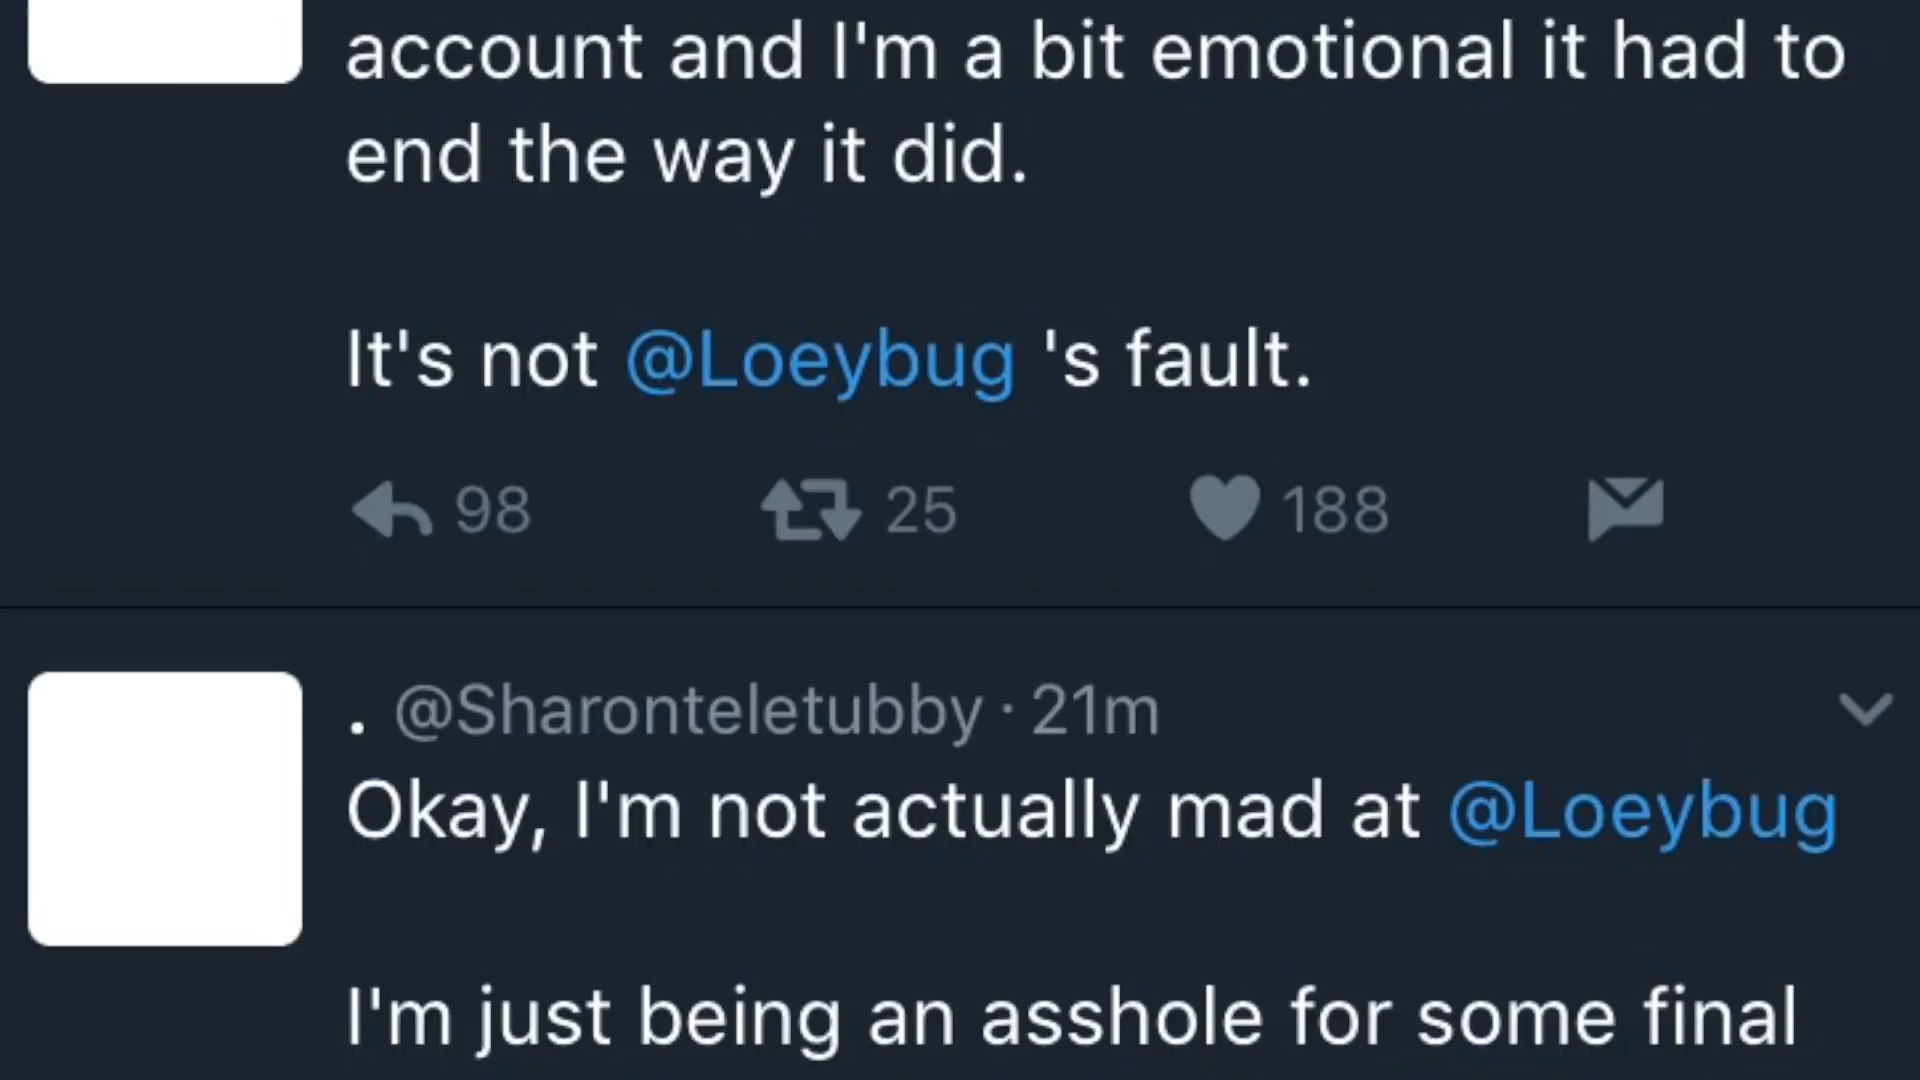 account and I'm a bit emotional it had to
end the way it did.
It's not @Loeybug 's fault.
98 25 188
. @Sharonteletubby · 21m
Okay, I'm not actually mad at @Loeybug
I'm just being an asshole for some final